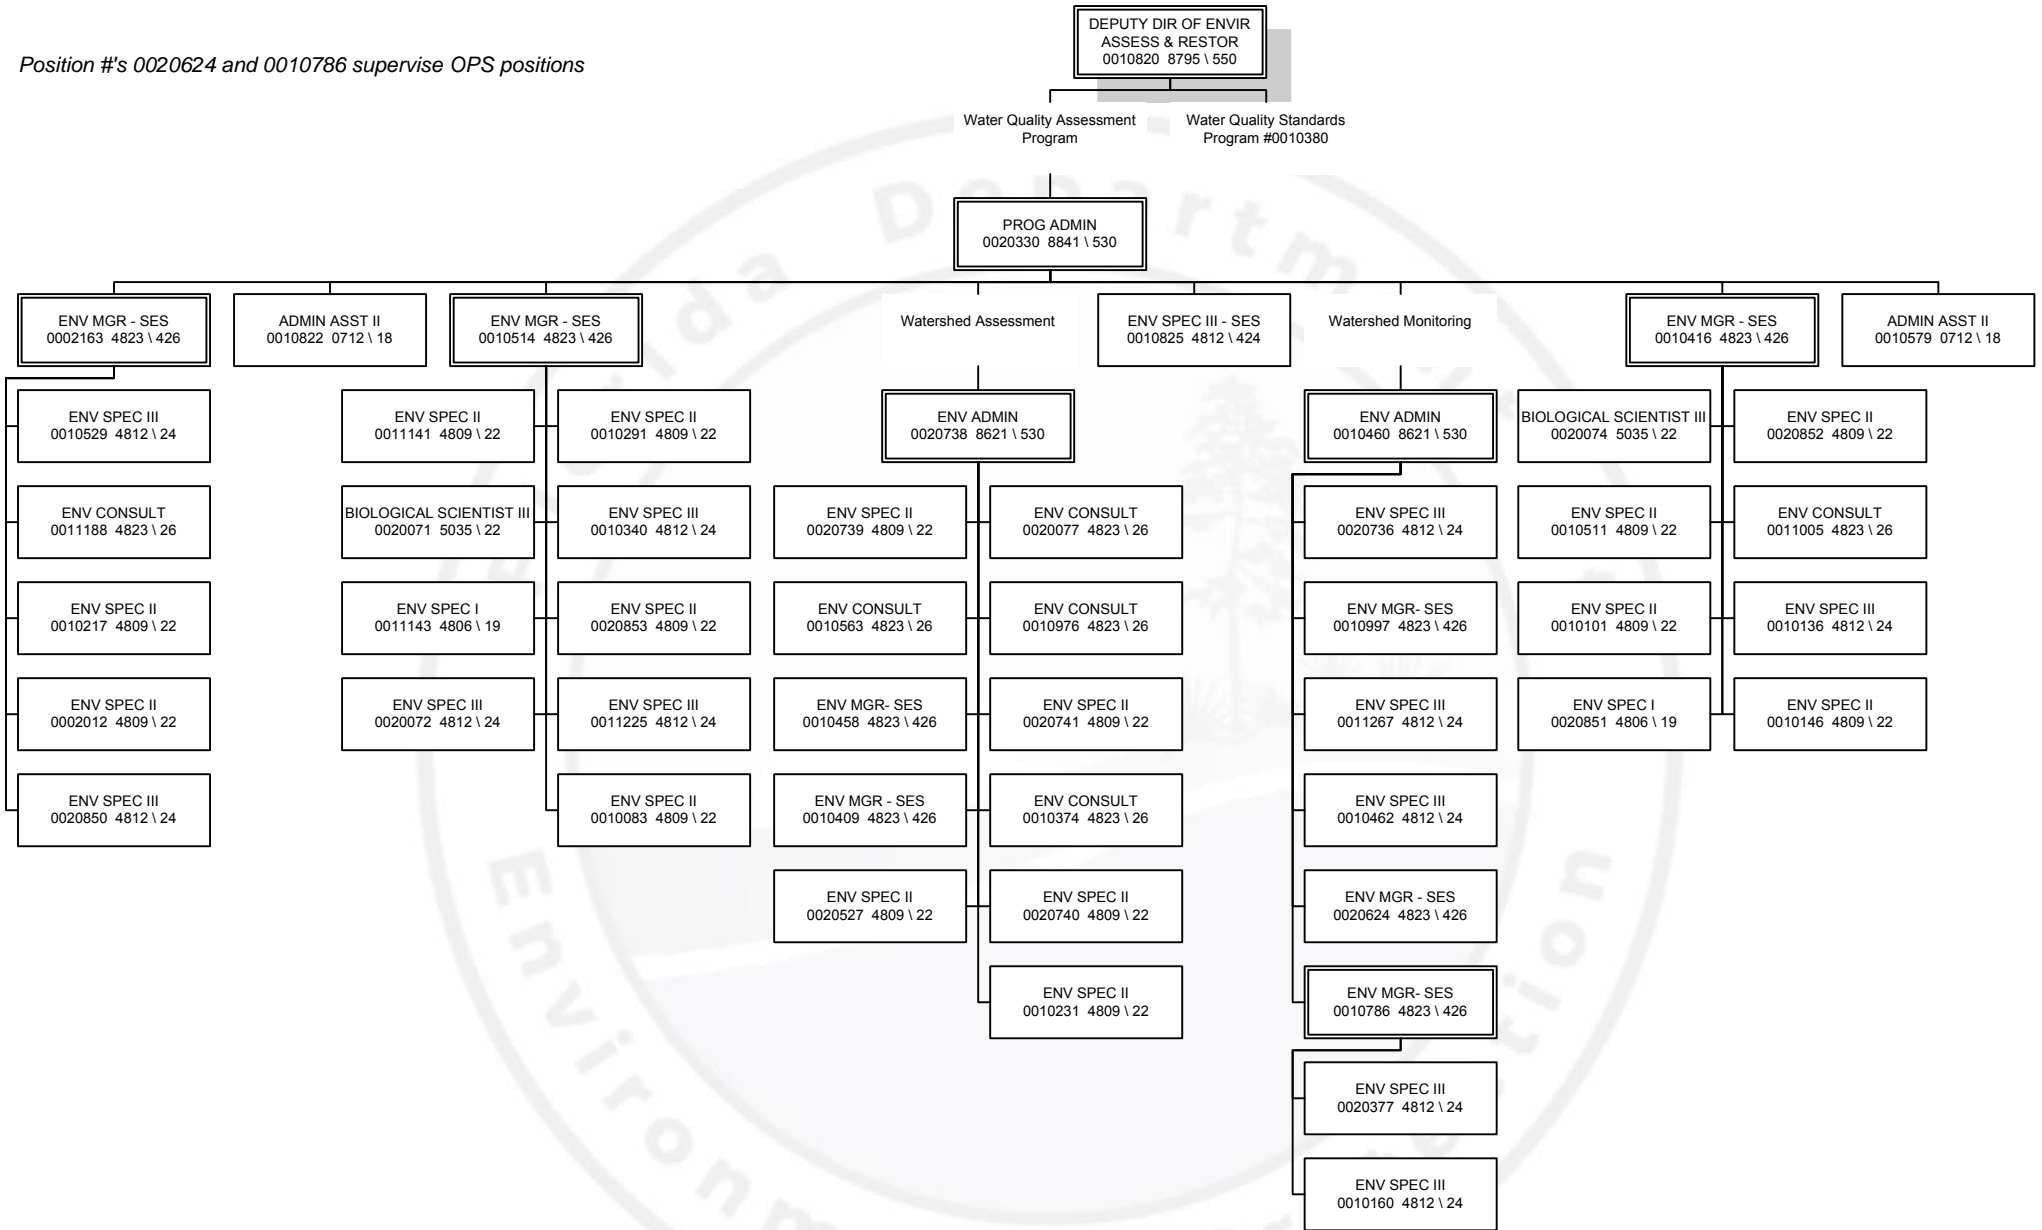 Position #'s 0020624 and 0010786 supervise OPS positions
DEPUTY DIR OF ENVIR
ASSESS & RESTOR
0010820 8795 \ 550
Water Quality Assessment
Program
Water Quality Standards
Program #0010380
PROG ADMIN
0020330 8841 \ 530
ENV MGR - SES
0002163 4823 \ 426
ADMIN ASST II
0010822 0712 \ 18
ENV MGR - SES
0010514 4823 \ 426
Watershed Assessment
ENV SPEC III - SES
0010825 4812 \ 424
Watershed Monitoring
ENV MGR - SES
0010416 4823 \ 426
ADMIN ASST II
0010579 0712 \ 18
ENV SPEC III
0010529 4812 \ 24
ENV CONSULT
0011188 4823 \ 26
ENV SPEC II
0010217 4809 \ 22
ENV SPEC II
0002012 4809 \ 22
ENV SPEC III
0020850 4812 \ 24
ENV SPEC II
0011141 4809 \ 22
ENV SPEC II
0010291 4809 \ 22
BIOLOGICAL SCIENTIST III
0020071 5035 \ 22
ENV SPEC III
0010340 4812 \ 24
ENV SPEC I
0011143 4806 \ 19
ENV SPEC II
0020853 4809 \ 22
ENV SPEC III
0020072 4812 \ 24
ENV SPEC III
0011225 4812 \ 24
ENV SPEC II
0010083 4809 \ 22
ENV ADMIN
0020738 8621 \ 530
ENV SPEC II
0020739 4809 \ 22
ENV CONSULT
0020077 4823 \ 26
ENV CONSULT
0010563 4823 \ 26
ENV CONSULT
0010976 4823 \ 26
ENV MGR- SES
0010458 4823 \ 426
ENV SPEC II
0020741 4809 \ 22
ENV MGR - SES
0010409 4823 \ 426
ENV CONSULT
0010374 4823 \ 26
ENV SPEC II
0020527 4809 \ 22
ENV SPEC II
0020740 4809 \ 22
ENV SPEC II
0010231 4809 \ 22
ENV ADMIN
0010460 8621 \ 530
ENV SPEC III
0020736 4812 \ 24
ENV MGR- SES
0010997 4823 \ 426
ENV SPEC III
0011267 4812 \ 24
ENV SPEC III
0010462 4812 \ 24
ENV MGR - SES
0020624 4823 \ 426
ENV MGR- SES
0010786 4823 \ 426
ENV SPEC III
0020377 4812 \ 24
ENV SPEC III
0010160 4812 \ 24
BIOLOGICAL SCIENTIST III
0020074 5035 \ 22
ENV SPEC II
0020852 4809 \ 22
ENV SPEC II
0010511 4809 \ 22
ENV CONSULT
0011005 4823 \ 26
ENV SPEC II
0010101 4809 \ 22
ENV SPEC III
0010136 4812 \ 24
ENV SPEC I
0020851 4806 \ 19
ENV SPEC II
0010146 4809 \ 22